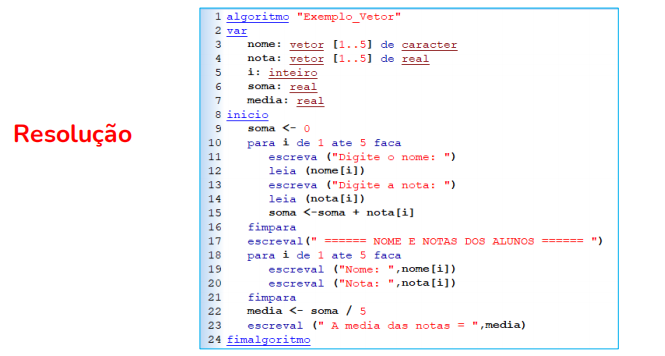 Resolução
1 algoritmo "Exemplo_Vetor"
2 var
3 nome: vetor [1..5] de caracter
4 nota: vetor [1..5] de real
5 i: inteiro
6 soma: real
7 media: real
8 inicio
9 soma <- 0
10 para i de 1 ate 5 faca
11 escreva ("Digite o nome: ")
12 leia (nome[i])
13 escreva ("Digite a nota: ")
14 leia (nota[i])
15 soma <-soma + nota[i]
16 fimpara
17 escreval(" ====== NOME E NOTAS DOS ALUNOS ====== ")
18 para i de 1 ate 5 faca
19 escreval ("Nome: ",nome[i])
20 escreval ("Nota: ",nota[i])
21 fimpara
22 media <- soma / 5
23 escreval (" A media das notas = ",media)
24 fimalgoritmo